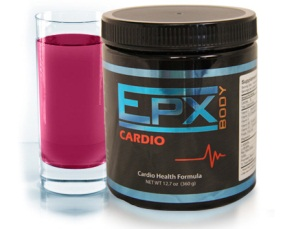 EPX
BODY
CARDIO
Cardio Health Formula
NET WT 12.7 oz (360 g)